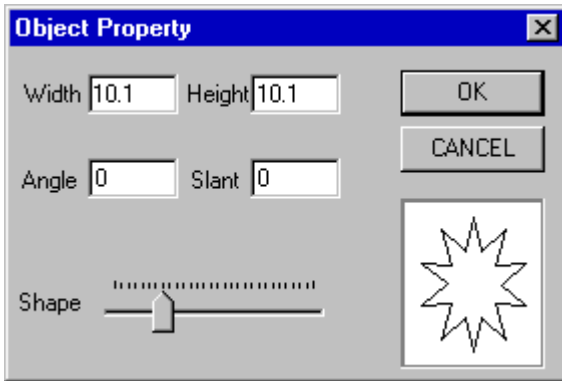 Object Property
Width 10.1 Height 10.1 OK
CANCEL
Angle 0 Slant 0
Shape